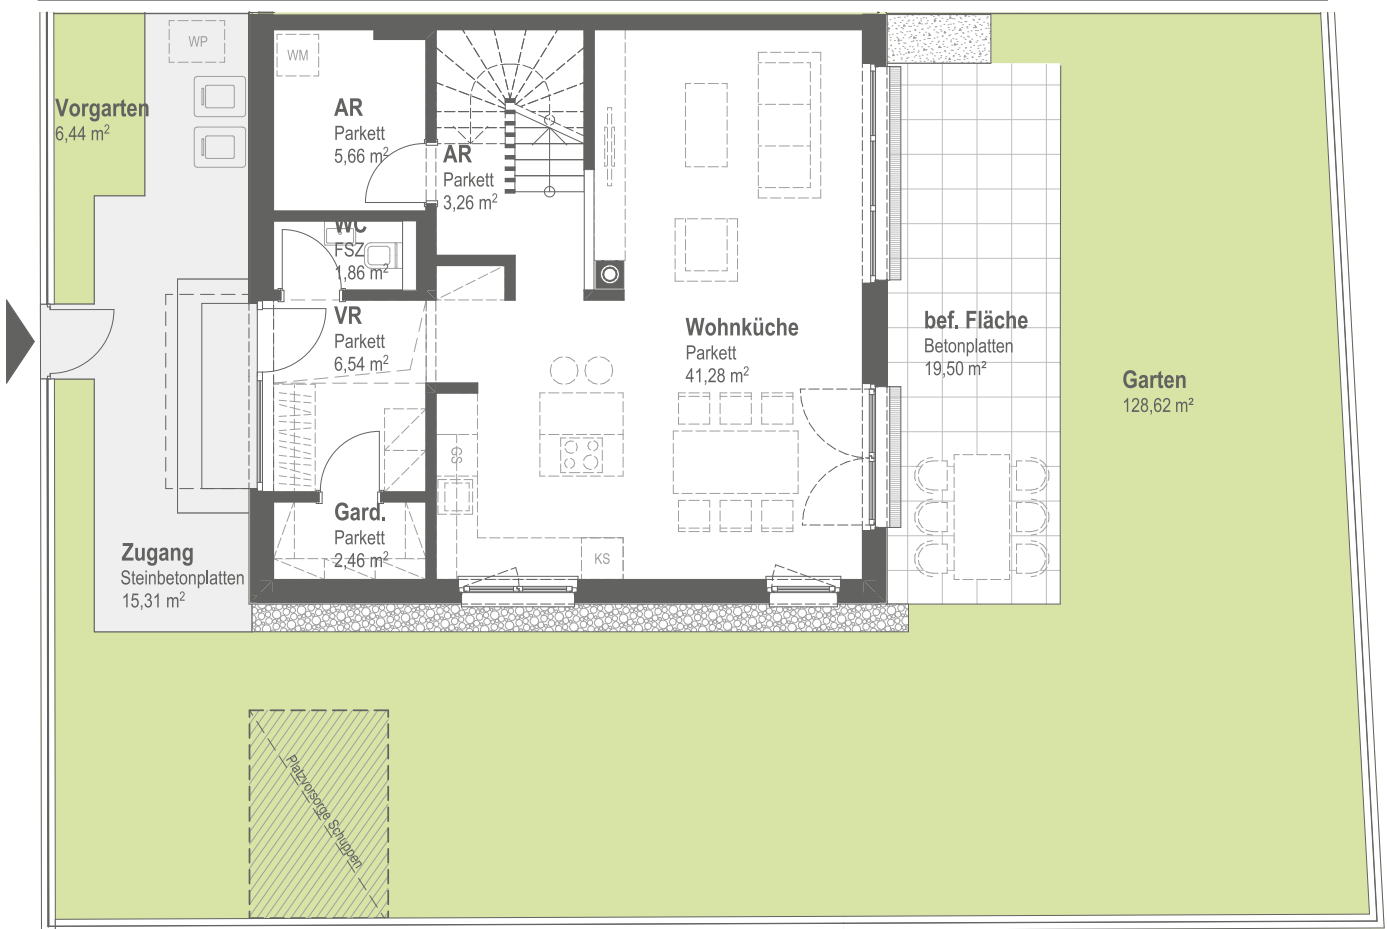 WP
Vorgarten
6,44 m²
WM
AR
Parkett
5,66 m²
AR
Parkett
3,26 m²
WC
FSZ
1,86 m²
VR
Parkett
6,54 m²
Wohnküche
Parkett
41,28 m²
bef. Fläche
Betonplatten
19,50 m²
Garten
128,62 m²
GS
Gard.
Parkett
2,46 m²
KS
Zugang
Steinbetonplatten
15,31 m²
Platzvorsorge Schuppen